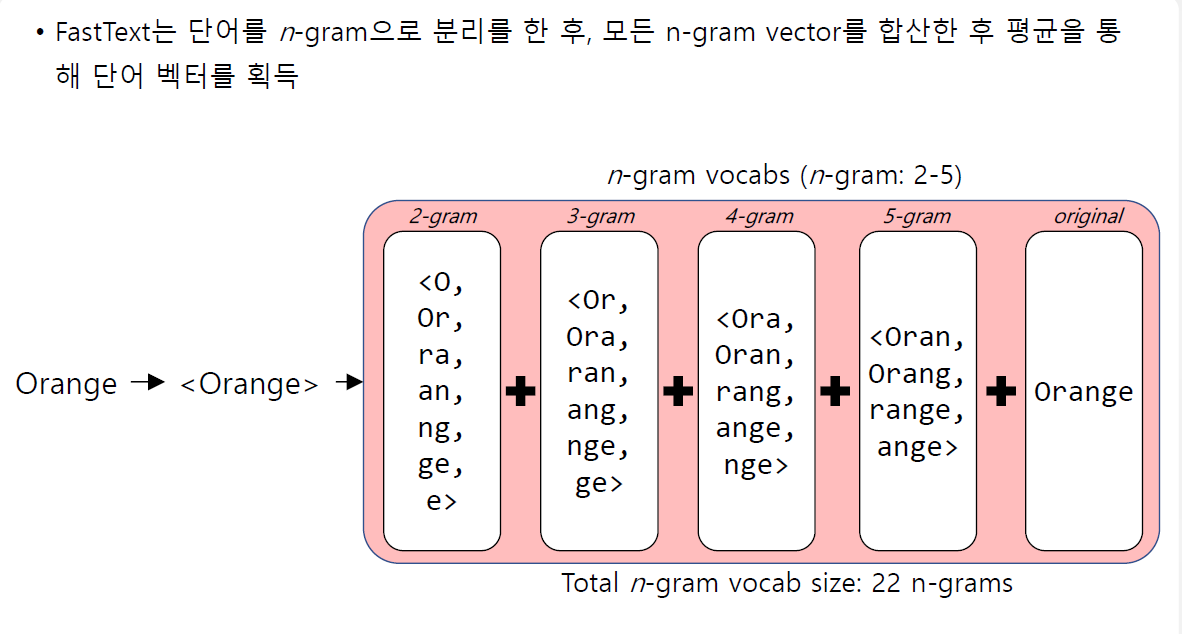 • FastText는 단어를 n-gram으로 분리를 한 후, 모든 n-gram vector를 합산한 후 평균을 통
해 단어 벡터를 획득
n-gram vocabs (n-gram: 2-5)
2-gram
<O,
Or,
ra,
an,
ng,
ge,
e>
3-gram
<Or,
Ora,
ran,
ang,
nge,
ge>
4-gram
<Ora,
Oran,
rang,
ange,
nge>
5-gram
<Oran,
Orang,
range,
ange>
original
Orange
Orange → <Orange> →
Total n-gram vocab size: 22 n-grams